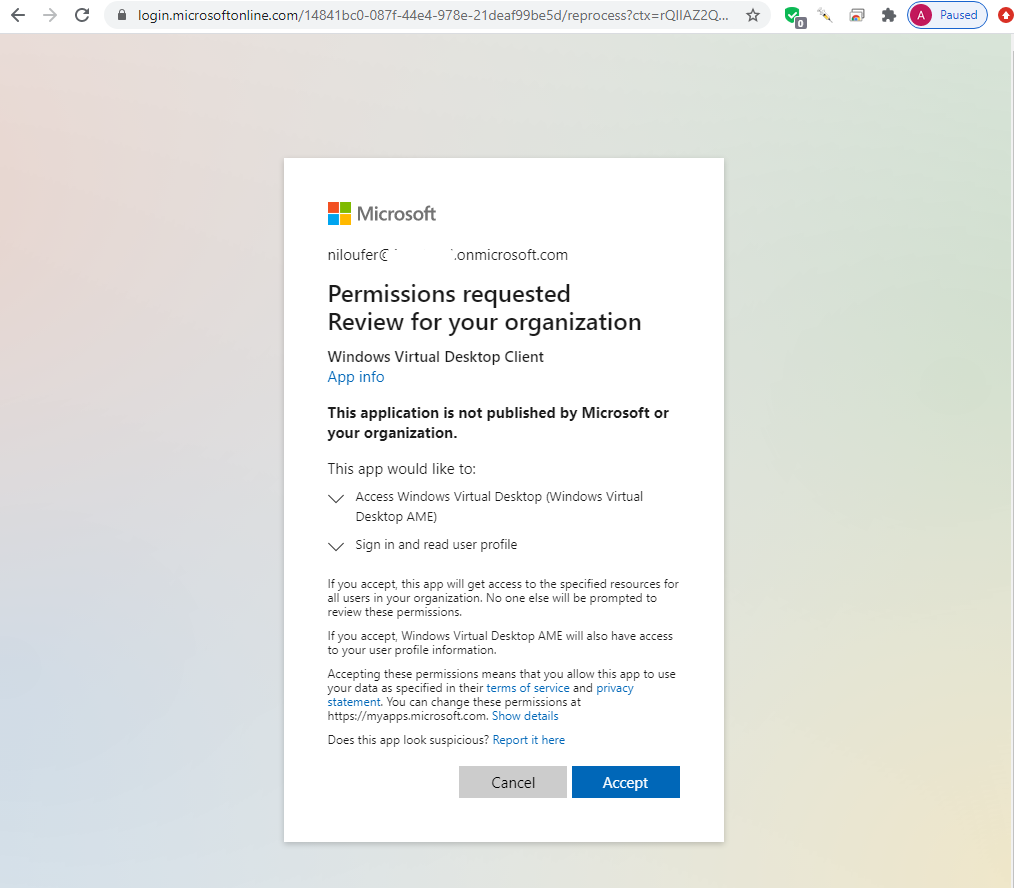 login.microsoftonline.com/14841bc0-087f-44e4-978e-21deaf99be5d/reprocess?ctx=rQIIAZ2Q...
0
A
Paused
Microsoft
niloufer@ .onmicrosoft.com
Permissions requested
Review for your organization
Windows Virtual Desktop Client
App info
This application is not published by Microsoft or
your organization.
This app would like to:
Access Windows Virtual Desktop (Windows Virtual
Desktop AME)
Sign in and read user profile
If you accept, this app will get access to the specified resources for
all users in your organization. No one else will be prompted to
review these permissions.
If you accept, Windows Virtual Desktop AME will also have access
to your user profile information.
Accepting these permissions means that you allow this app to use
your data as specified in their terms of service and privacy
statement. You can change these permissions at
https://myapps.microsoft.com. Show details
Does this app look suspicious? Report it here
Cancel
Accept